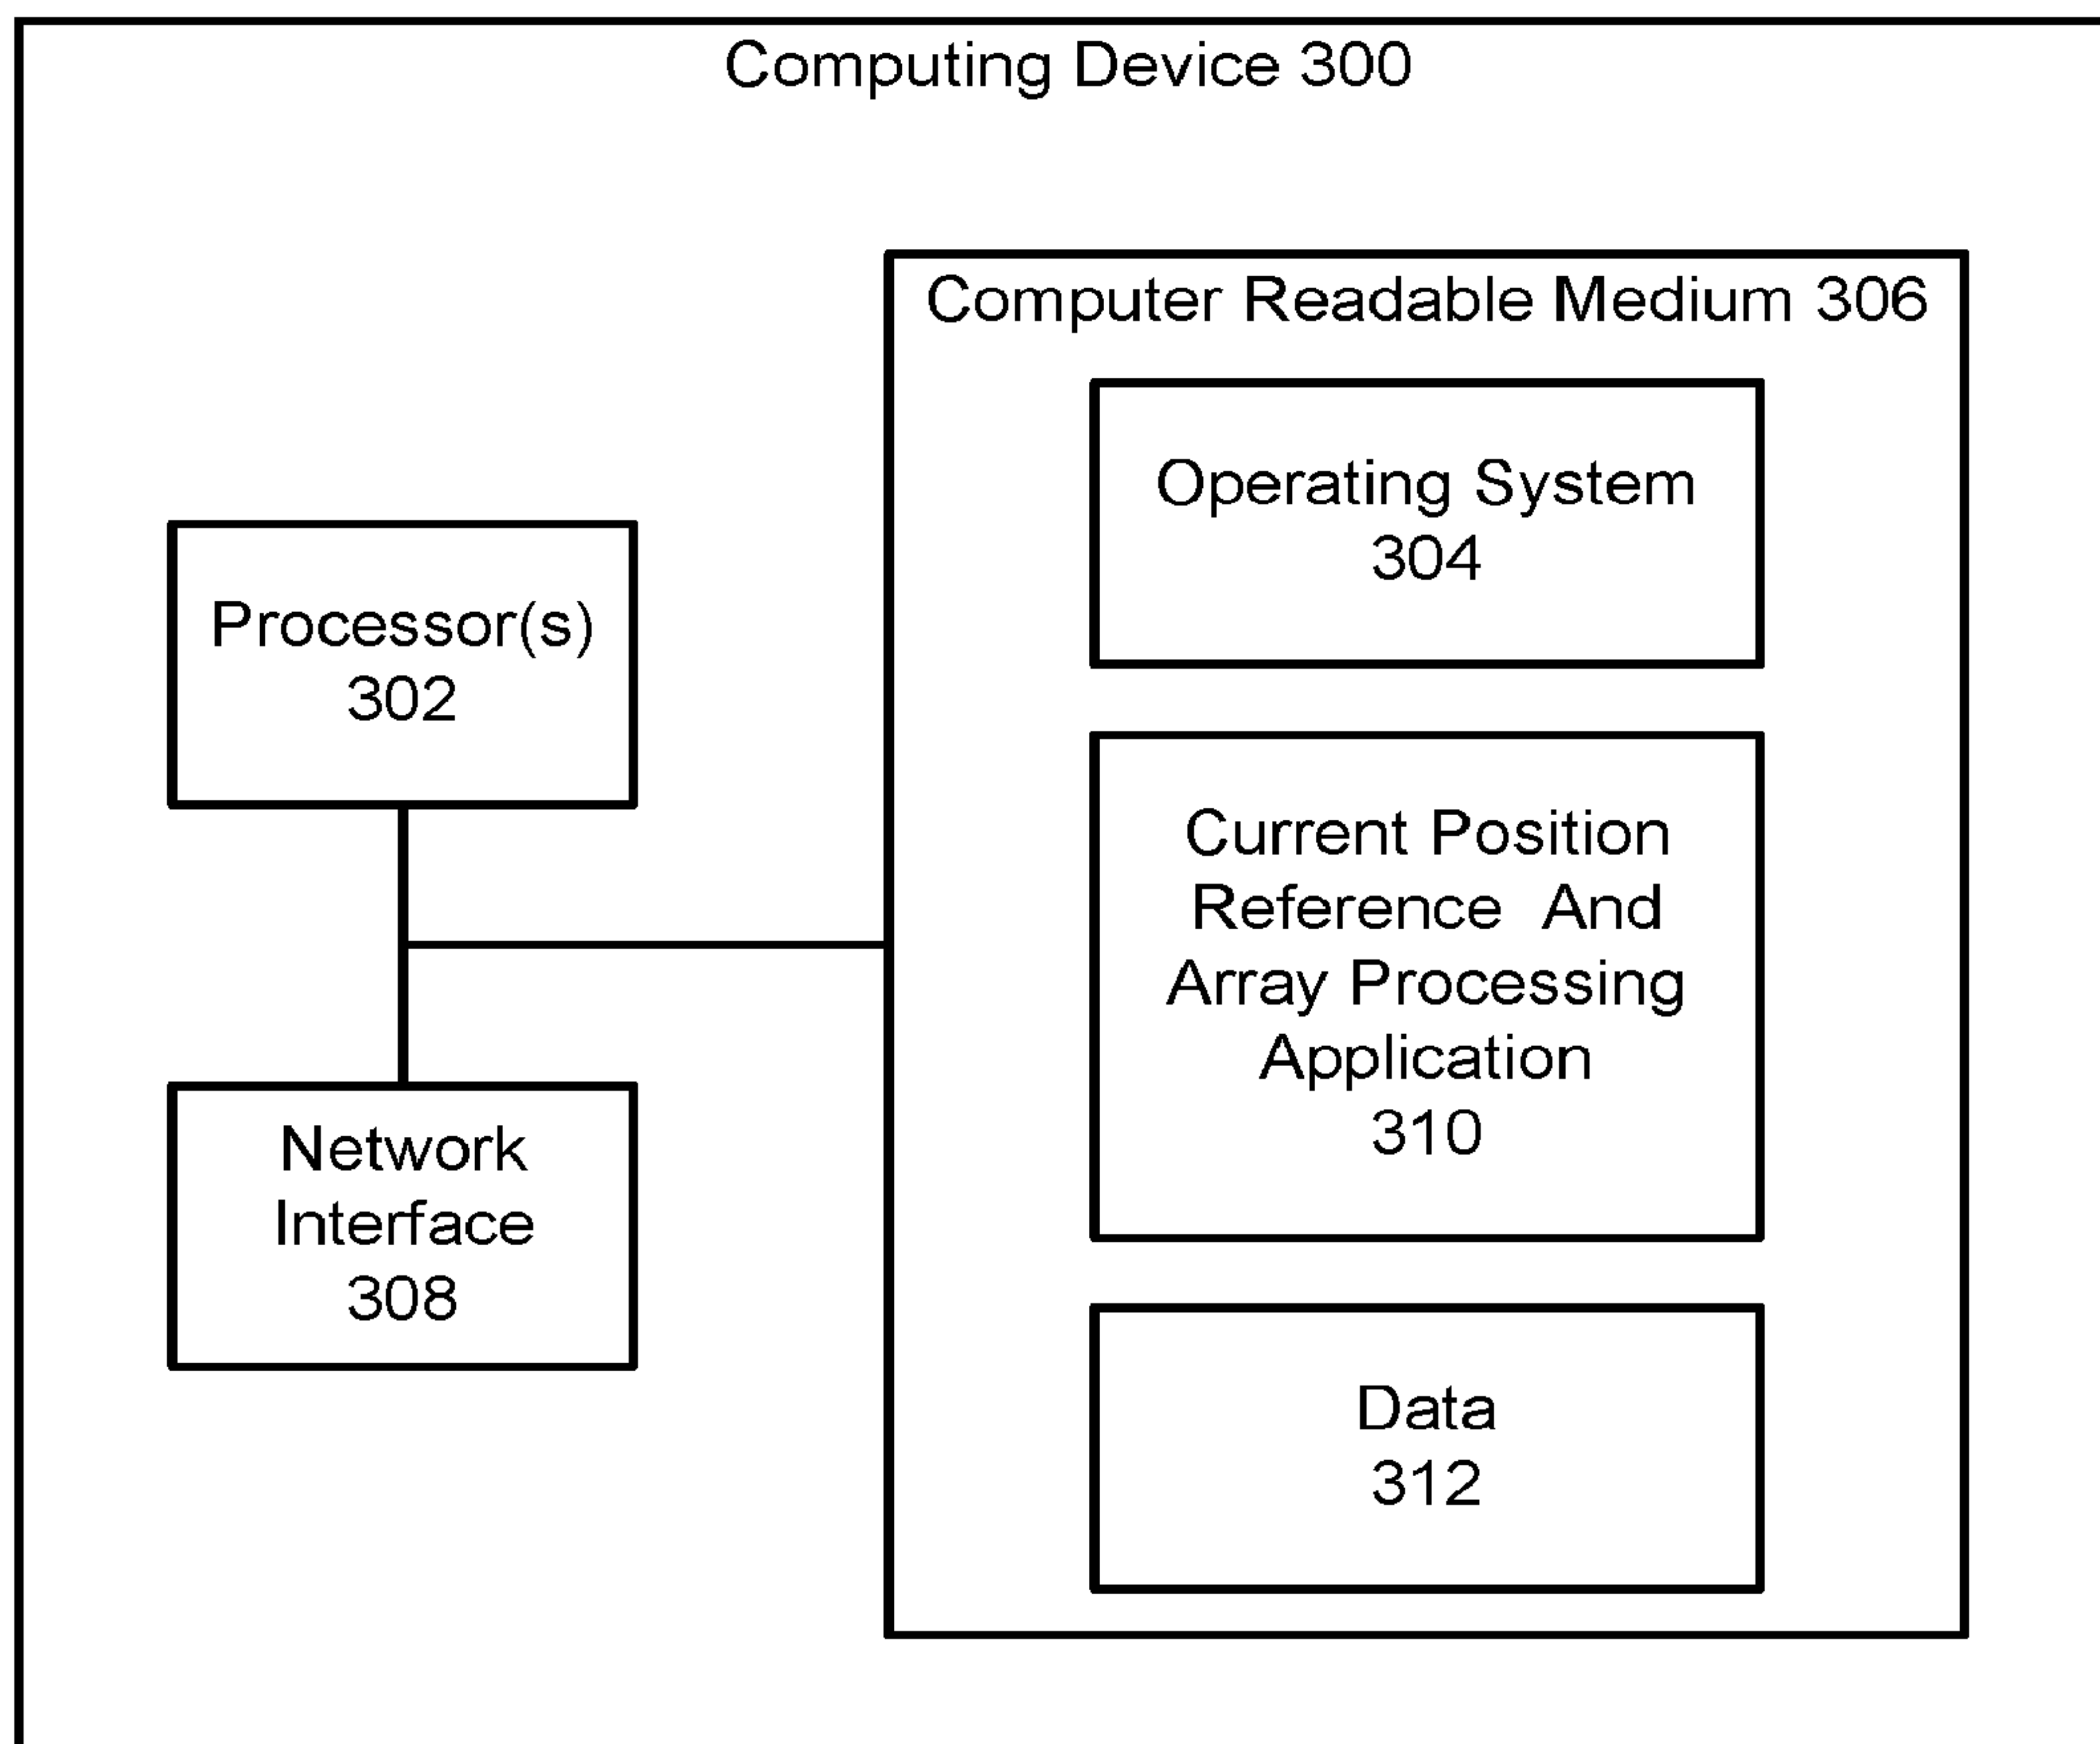 Computing Device 300
Computer Readable Medium 306
Operating System
304
Processor(s)
302
Current Position
Reference And
Array Processing
Application
310
Network
Interface
308
Data
312